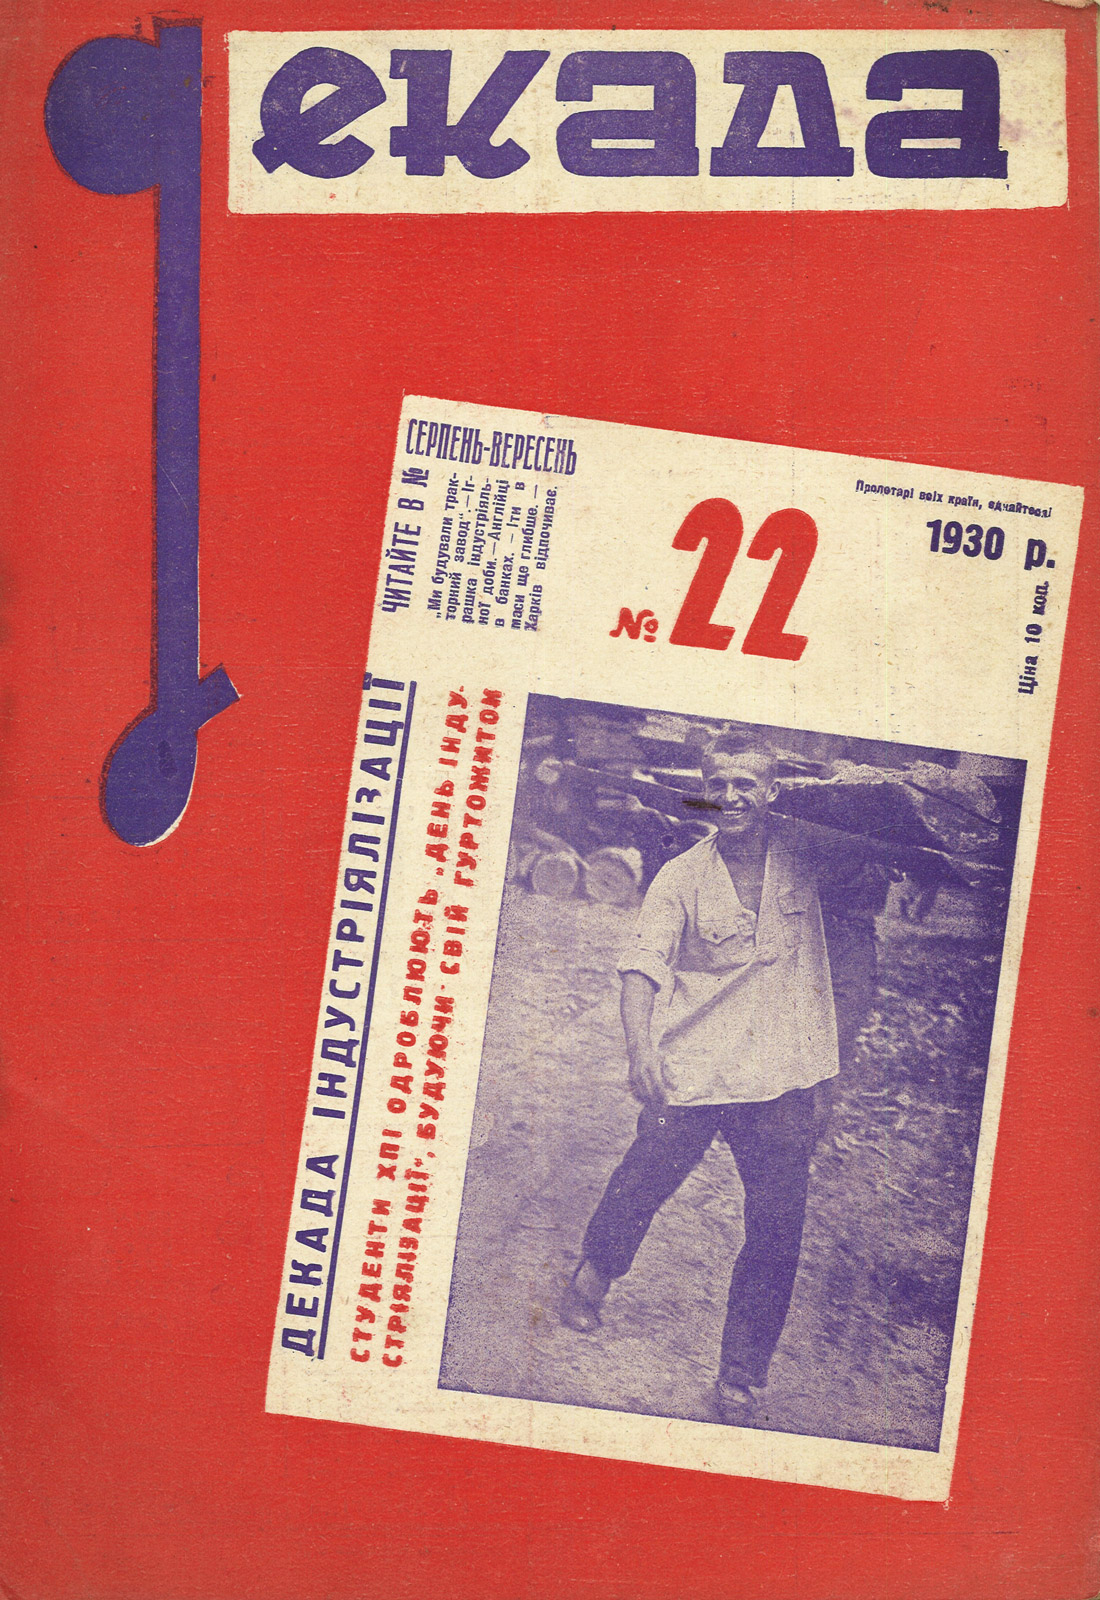 декада
СЕРПЕНЬ-ВЕРЕСЕНЬ
ЧИТАЙТЕ В №
„Ми будували трак-
торний завод“. — Іг-
рашка індустріяль-
ної доби. — Англійці
в банках. — Іти в
маси ще глибше. —
Харків відпочиває.
Пролетарі всіх країн, єднайтеся!
1930 р.
Ціна 10 коп.
№ 22
ДЕКАДА ІНДУСТРІЯЛІЗАЦІЇ
СТУДЕНТИ ХПІ ОДРОБЛЮЮТЬ „ДЕНЬ ІНДУ-
СТРІЯЛІЗАЦІЇ“, БУДУЮЧИ СВІЙ ГУРТОЖИТОК